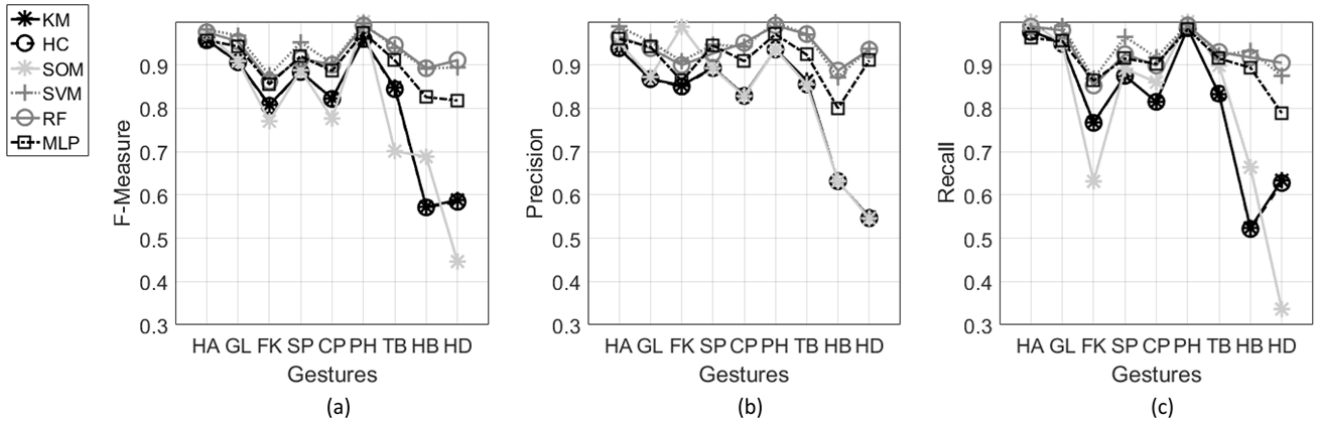 KM
HC
SOM
SVM
RF
MLP
F-Measure
0.9
0.8
0.7
0.6
0.5
0.4
0.3
HA GL FK SP CP PH TB HB HD
Gestures
(a)
Precision
0.9
0.8
0.7
0.6
0.5
0.4
0.3
HA GL FK SP CP PH TB HB HD
Gestures
(b)
Recall
0.9
0.8
0.7
0.6
0.5
0.4
0.3
HA GL FK SP CP PH TB HB HD
Gestures
(c)